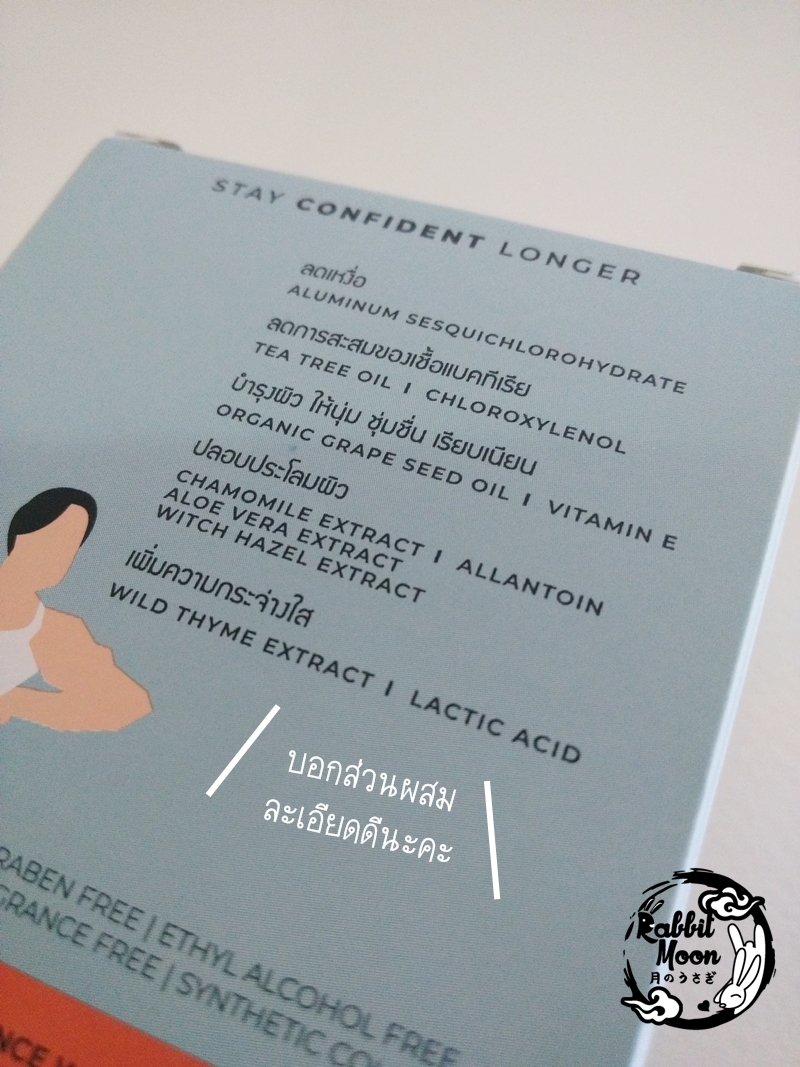 STAY CONFIDENT LONGER
ลดเหงื่อ
ALUMINUM SESQUICHLOROHYDRATE
ลดการสะสมของเชื้อแบคทีเรีย
TEA TREE OIL I CHLOROXYLENOL
บำรุงผิว ให้นุ่ม ชุ่มชื่น เรียบเนียน
ORGANIC GRAPE SEED OIL I VITAMIN E
ปลอบประโลมผิว
CHAMOMILE EXTRACT I ALLANTOIN
ALOE VERA EXTRACT
WITCH HAZEL EXTRACT
เพิ่มความกระจ่างใส
WILD THYME EXTRACT I LACTIC ACID
บอกส่วนผสม
ละเอียดดีนะคะ
RABEN FREE | ETHYL ALCOHOL FREE
GRANCE FREE | SYNTHETIC CO
Rabbit
Moon
月のうさぎ